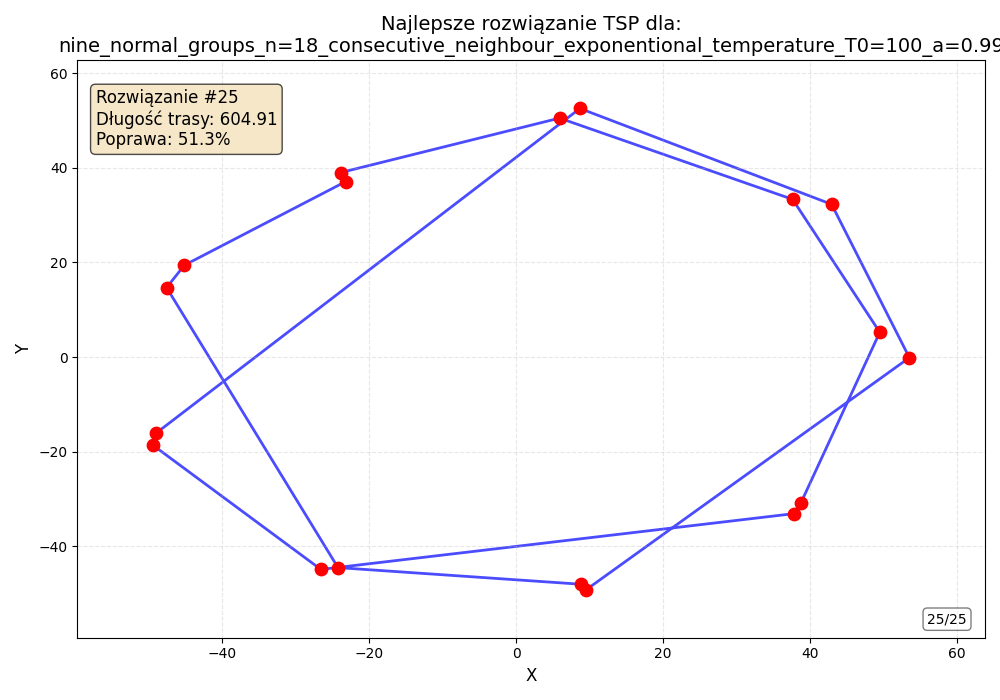 Najlepsze rozwiązanie TSP dla:
nine_normal_groups_n=18_consecutive_neighbour_exponentional_temperature_T0=100_a=0.99
Rozwiązanie #25
Długość trasy: 604.91
Poprawa: 51.3%
60
40
20
0
−20
−40
Y
25/25
−40
−20
0
20
40
60
X